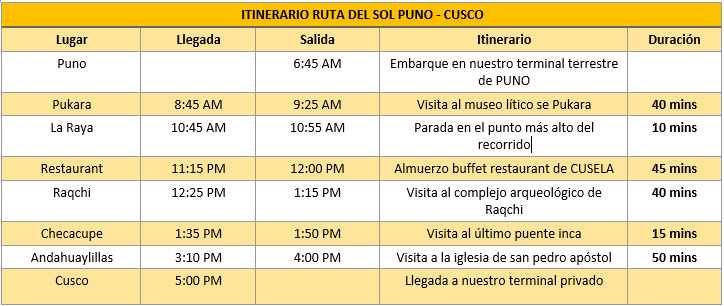 ITINERARIO RUTA DEL SOL PUNO - CUSCO
Lugar Llegada Salida Itinerario Duración
Puno 6:45 AM Embarque en nuestro terminal terrestre
de PUNO
Pukara 8:45 AM 9:25 AM Visita al museo lítico se Pukara 40 mins
La Raya 10:45 AM 10:55 AM Parada en el punto más alto del 10 mins
recorrido
Restaurant 11:15 PM 12:00 PM Almuerzo buffet restaurant de CUSELA 45 mins
Raqchi 12:25 PM 1:15 PM Visita al complejo arqueológico de 40 mins
Raqchi
Checacupe 1:35 PM 1:50 PM Visita al último puente inca 15 mins
Andahuaylillas 3:10 PM 4:00 PM Visita a la iglesia de san pedro apóstol 50 mins
Cusco 5:00 PM Llegada a nuestro terminal privado